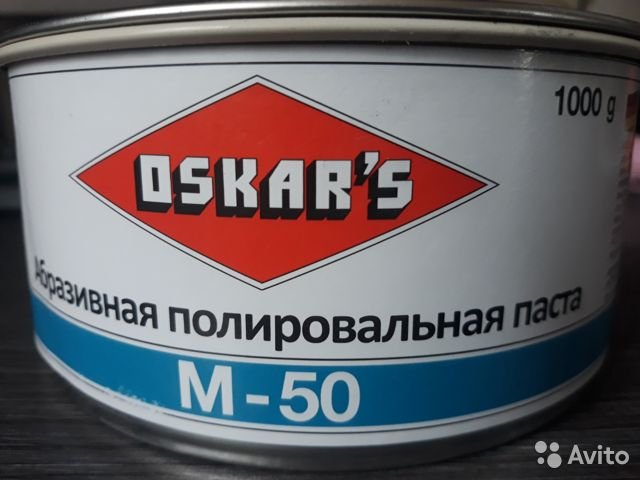 1000 g
OSKAR'S
Абразивная полировальная паста
М-50
Avito